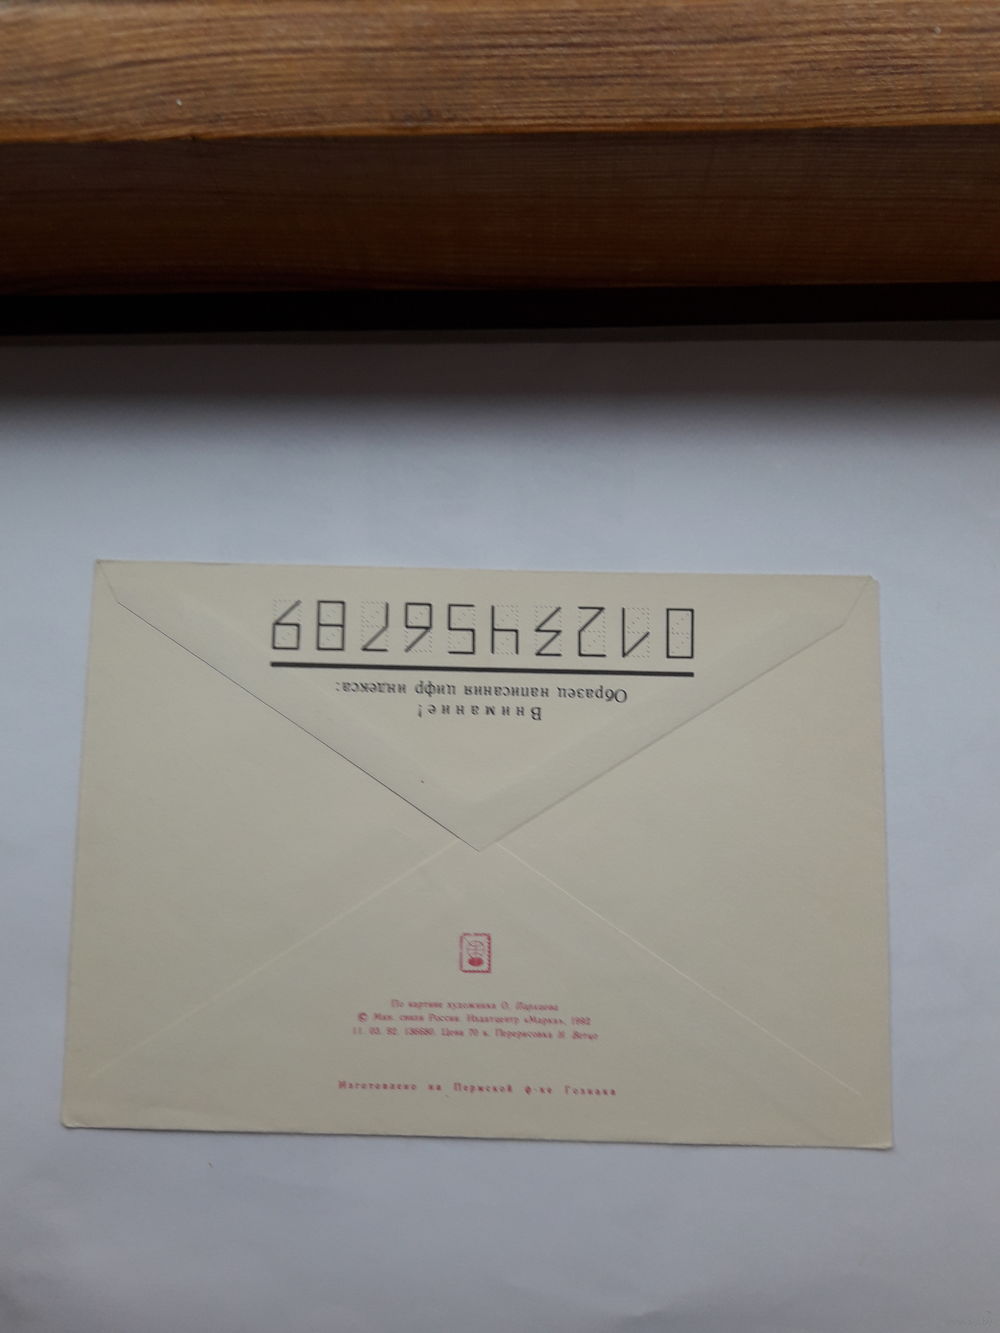 Внимание!
Образец написания цифр индекса:
0123456789
По картине художника О.
© Мин. связи России. Издатцентр «Марка». 1992
11. 03. 92. 136680. Цена 70 к. Перерисовка И. Ветцо
Изготовлено на Пермской ф-ке Гознака